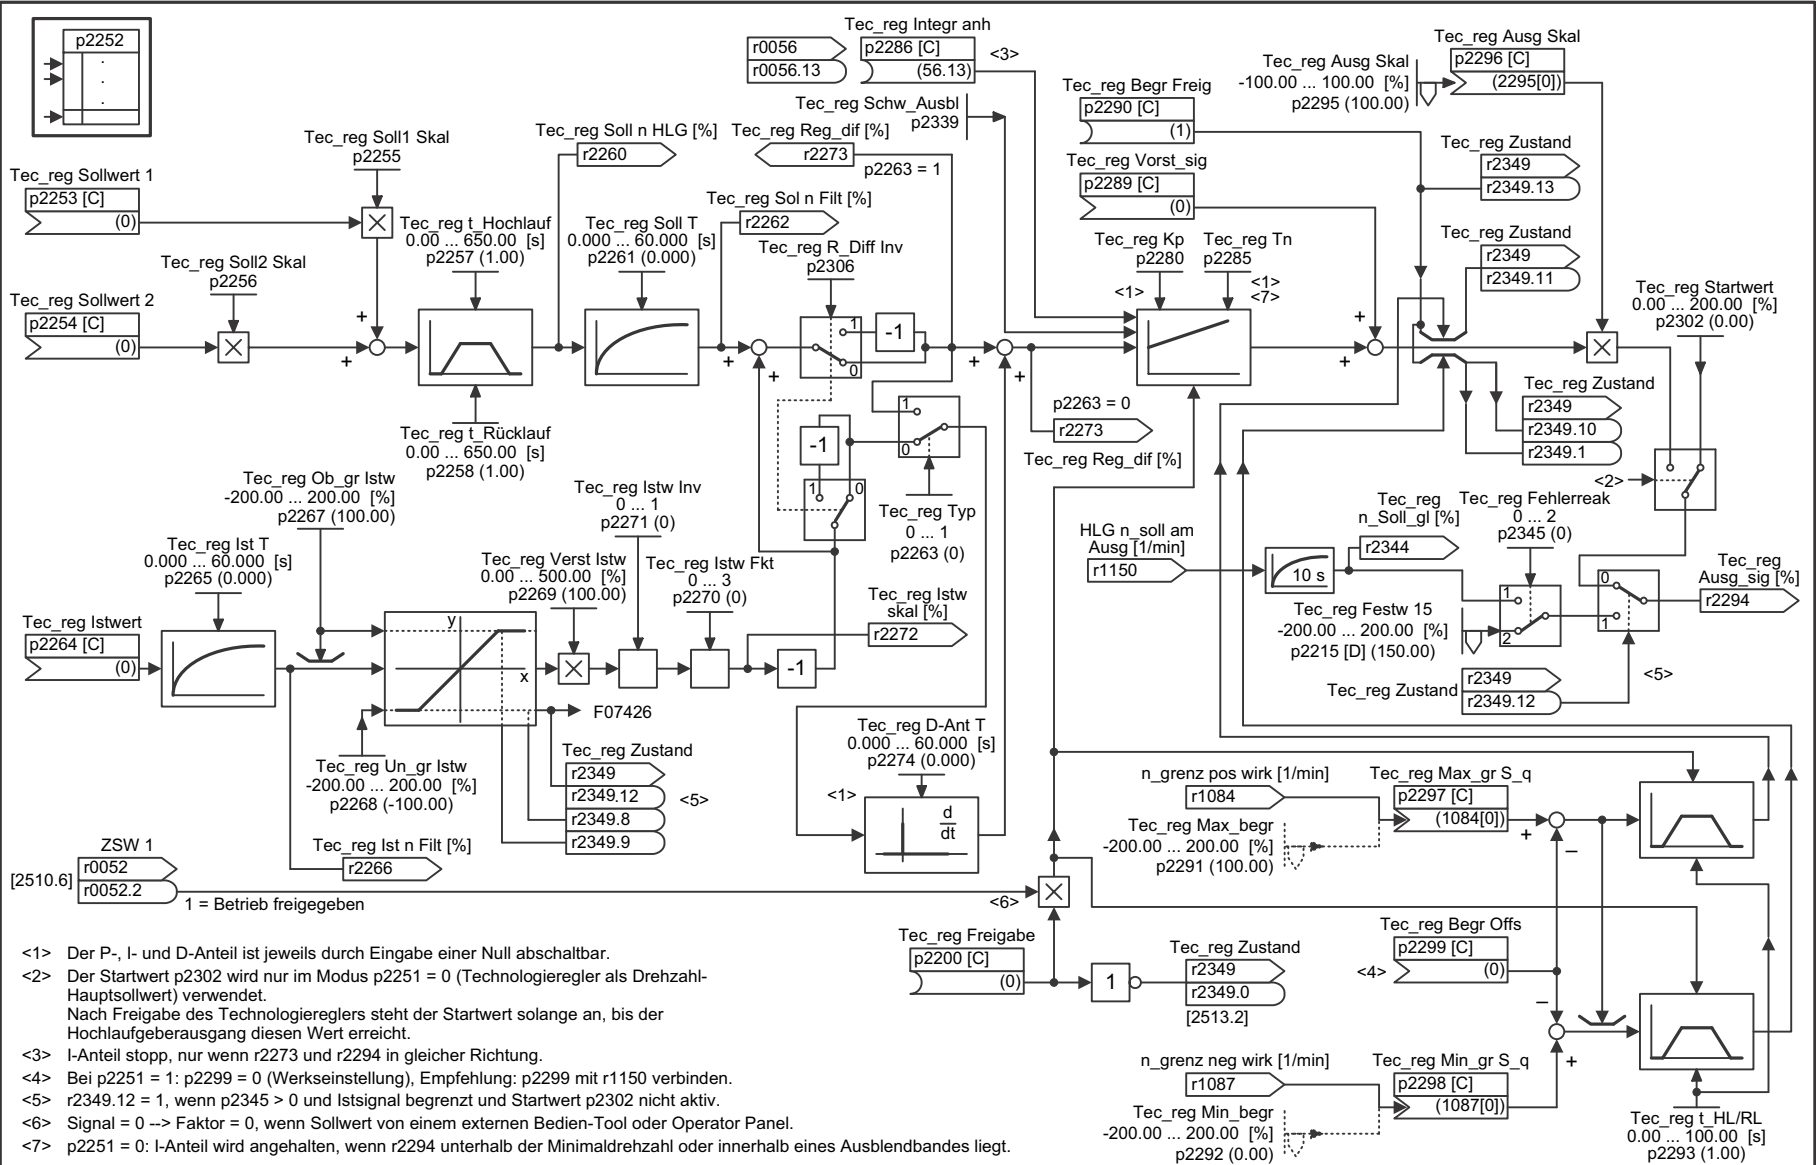 p2252
Tec_reg Integr anh
r0056
r0056.13
p2286 [C]
(56.13)
<3>
Tec_reg Schw_Ausbl
p2339
Tec_reg Begr Freig
p2290 [C]
(1)
Tec_reg Vorst_sig
p2289 [C]
(0)
Tec_reg Ausg Skal
-100.00 ... 100.00 [%]
p2295 (100.00)
Tec_reg Ausg Skal
p2296 [C]
(2295[0])
Tec_reg Zustand
r2349
r2349.13
Tec_reg Zustand
r2349
r2349.11
Tec_reg Soll1 Skal
p2255
Tec_reg Sollwert 1
p2253 [C]
(0)
Tec_reg Soll2 Skal
p2256
Tec_reg Sollwert 2
p2254 [C]
(0)
+
+
Tec_reg t_Hochlauf
0.00 ... 650.00 [s]
p2257 (1.00)
Tec_reg t_Rücklauf
0.00 ... 650.00 [s]
p2258 (1.00)
Tec_reg Soll n HLG [%]
r2260
Tec_reg Soll T
0.000 ... 60.000 [s]
p2261 (0.000)
Tec_reg Reg_dif [%]
r2273
p2263 = 1
Tec_reg Sol n Filt [%]
r2262
Tec_reg R_Diff Inv
p2306
+
+
1
0
-1
+
+
Tec_reg Kp
p2280
Tec_reg Tn
p2285
<1>
<1>
<7>
+
+
p2263 = 0
r2273
Tec_reg Reg_dif [%]
Tec_reg Startwert
0.00 ... 200.00 [%]
p2302 (0.00)
Tec_reg Zustand
r2349
r2349.10
r2349.1
<2>
1
0
-1
1
0
Tec_reg Typ
0 ... 1
p2263 (0)
Tec_reg Ob_gr Istw
-200.00 ... 200.00 [%]
p2267 (100.00)
Tec_reg Ist T
0.000 ... 60.000 [s]
p2265 (0.000)
Tec_reg Istwert
p2264 [C]
(0)
y
x
Tec_reg Verst Istw
0.00 ... 500.00 [%]
p2269 (100.00)
Tec_reg Istw Inv
0 ... 1
p2271 (0)
Tec_reg Istw Fkt
0 ... 3
p2270 (0)
Tec_reg Istw
skal [%]
r2272
-1
F07426
Tec_reg Un_gr Istw
-200.00 ... 200.00 [%]
p2268 (-100.00)
Tec_reg Zustand
r2349
r2349.12
r2349.8
r2349.9
<5>
Tec_reg Ist n Filt [%]
r2266
HLG n_soll am
Ausg [1/min]
r1150
10 s
Tec_reg
n_Soll_gl [%]
r2344
Tec_reg Fehlerreak
0 ... 2
p2345 (0)
Tec_reg Festw 15
-200.00 ... 200.00 [%]
p2215 [D] (150.00)
1
2
0
1
Tec_reg
Ausg_sig [%]
r2294
Tec_reg Zustand
r2349
r2349.12
<5>
Tec_reg D-Ant T
0.000 ... 60.000 [s]
p2274 (0.000)
<1>
d
dt
n_grenz pos wirk [1/min]
r1084
Tec_reg Max_begr
-200.00 ... 200.00 [%]
p2291 (100.00)
Tec_reg Max_gr S_q
p2297 [C]
(1084[0])
+
–
ZSW 1
[2510.6]
r0052
r0052.2
1 = Betrieb freigegeben
<6>
Tec_reg Freigabe
p2200 [C]
(0)
1
Tec_reg Zustand
r2349
r2349.0
[2513.2]
Tec_reg Begr Offs
p2299 [C]
(0)
<4>
–
+
n_grenz neg wirk [1/min]
r1087
Tec_reg Min_begr
-200.00 ... 200.00 [%]
p2292 (0.00)
Tec_reg Min_gr S_q
p2298 [C]
(1087[0])
Tec_reg t_HL/RL
0.00 ... 100.00 [s]
p2293 (1.00)
<1> Der P-, I- und D-Anteil ist jeweils durch Eingabe einer Null abschaltbar.
<2> Der Startwert p2302 wird nur im Modus p2251 = 0 (Technologieregler als Drehzahl-
Hauptsollwert) verwendet.
Nach Freigabe des Technologiereglers steht der Startwert solange an, bis der
Hochlaufgeberausgang diesen Wert erreicht.
<3> I-Anteil stopp, nur wenn r2273 und r2294 in gleicher Richtung.
<4> Bei p2251 = 1: p2299 = 0 (Werkseinstellung), Empfehlung: p2299 mit r1150 verbinden.
<5> r2349.12 = 1, wenn p2345 > 0 und Istsignal begrenzt und Startwert p2302 nicht aktiv.
<6> Signal = 0 --> Faktor = 0, wenn Sollwert von einem externen Bedien-Tool oder Operator Panel.
<7> p2251 = 0: I-Anteil wird angehalten, wenn r2294 unterhalb der Minimaldrehzahl oder innerhalb eines Ausblendbandes liegt.